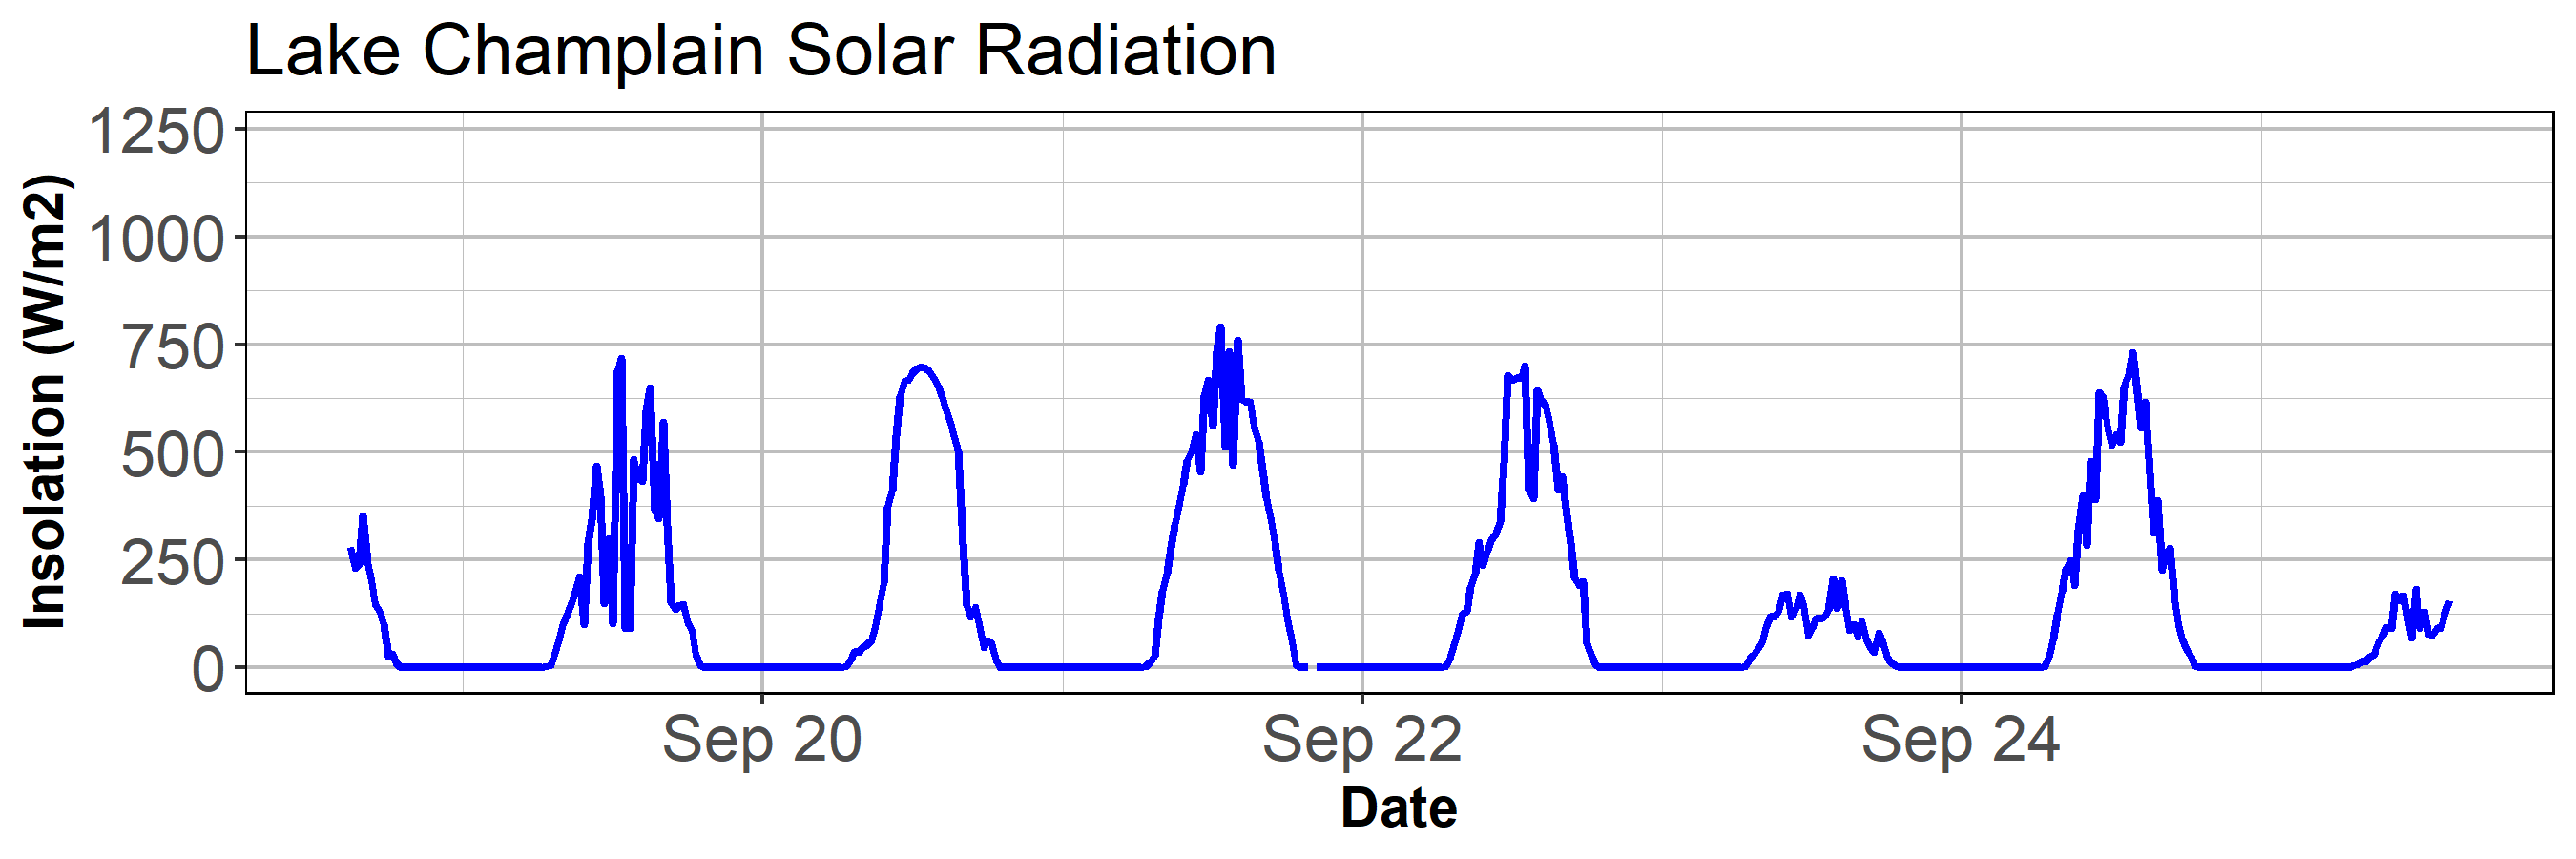 Lake Champlain Solar Radiation
1250
1000
750
500
250
0
Insolation (W/m2)
Sep 20
Sep 22
Sep 24
Date